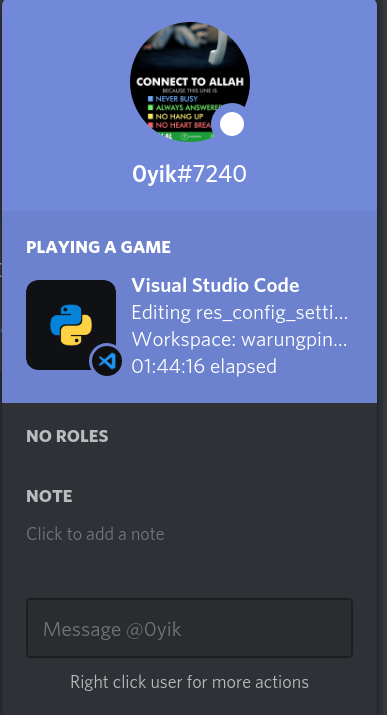 CONNECT TO ALLAH
BECAUSE THIS LINE IS
NEVER BUSY
ALWAYS ANSWERE
NO HANG UP
NO HEART BREA
0yik#7240
PLAYING A GAME
Visual Studio Code
Editing res_config_setti...
Workspace: warungpin...
01:44:16 elapsed
NO ROLES
NOTE
Click to add a note
Message @0yik
Right click user for more actions